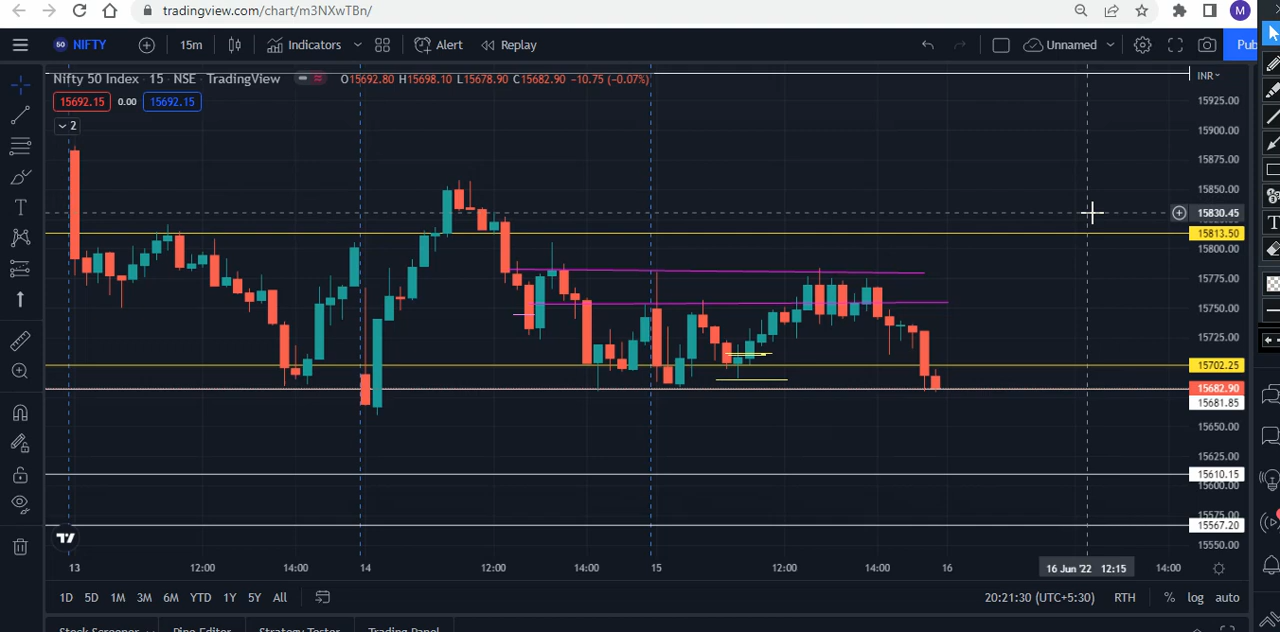 tradingview.com/chart/m3NXwTBn/
M
50 NIFTY
15m
Indicators
Alert
Replay
Unnamed
Pub
Nifty 50 Index · 15 · NSE · TradingView
O15692.80 H15698.10 L15678.90 C15682.90 −10.75 (−0.07%)
INR
15692.15 0.00 15692.15
2
15925.00
15900.00
15875.00
15850.00
15830.45
15813.50
15800.00
15775.00
15750.00
15725.00
15702.25
15682.90
15681.85
15650.00
15625.00
15610.15
15600.00
15575.00
15567.20
15550.00
13 12:00 14:00 14 12:00 14:00 15 12:00 14:00 16 16 Jun '22 12:15 14:00
1D 5D 1M 3M 6M YTD 1Y 5Y All
20:21:30 (UTC+5:30) RTH % log auto
Stock Screener Pine Editor Strategy Tester Trading Panel